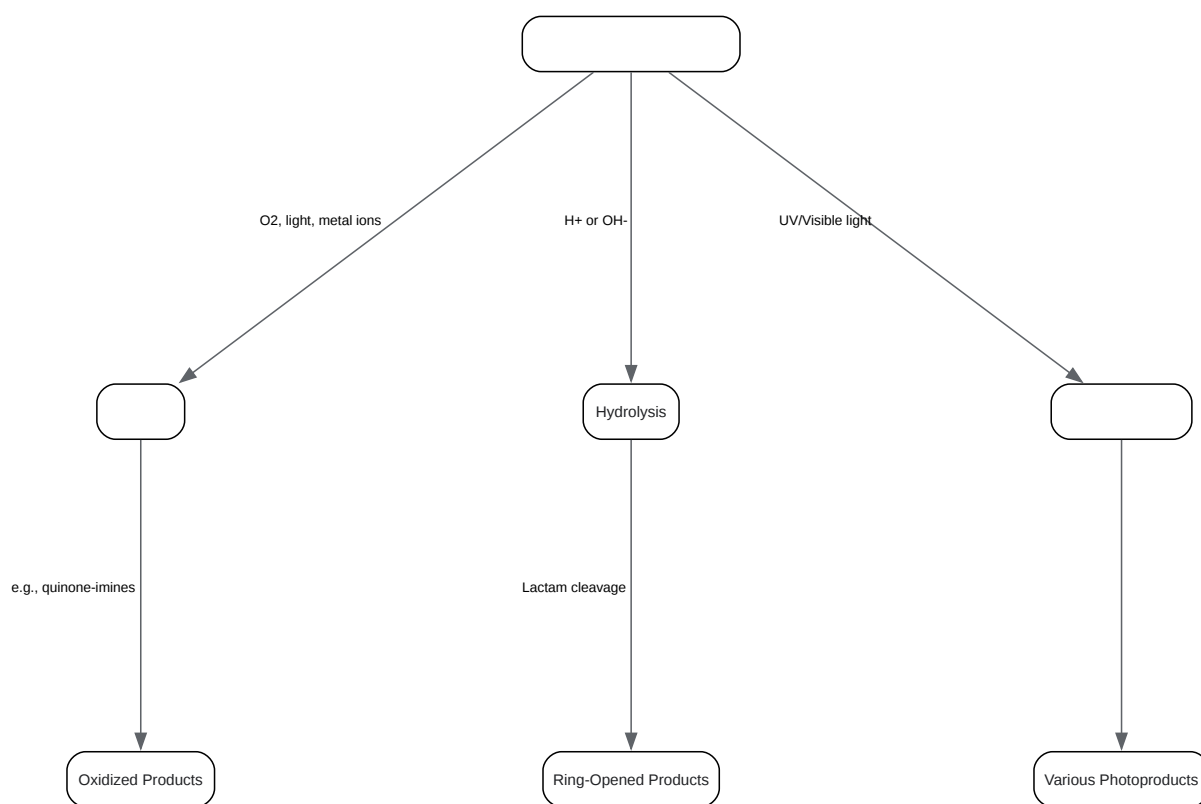 O2, light, metal ions
H+ or OH-
UV/Visible light
Hydrolysis
e.g., quinone-imines
Lactam cleavage
Oxidized Products
Ring-Opened Products
Various Photoproducts